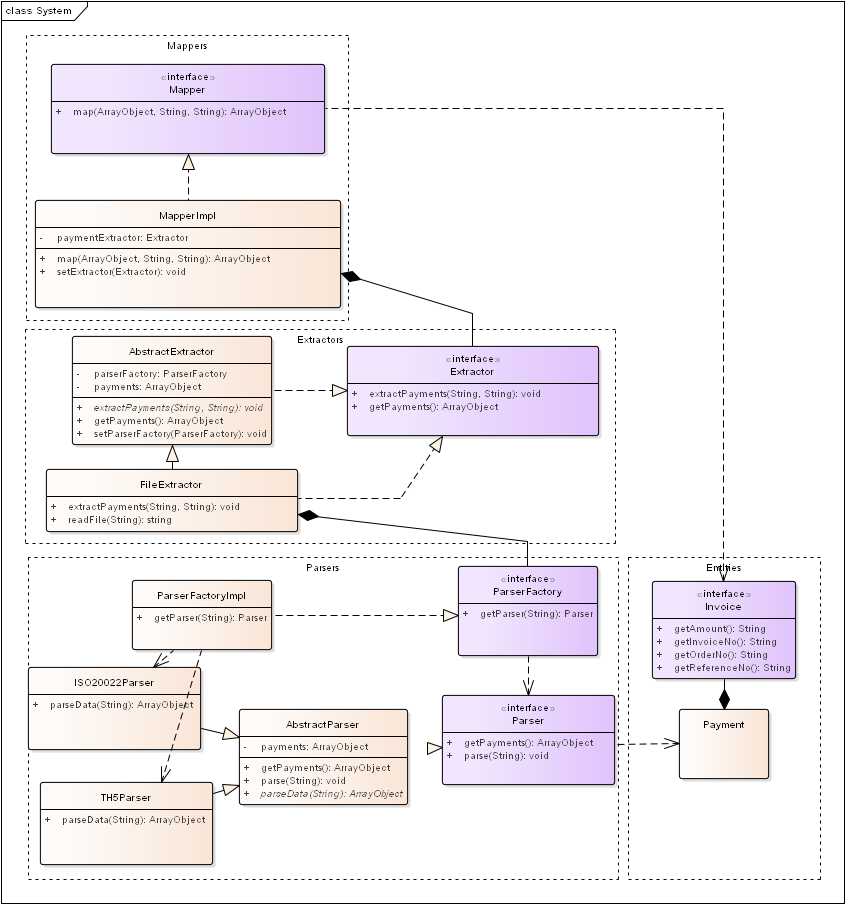 class System
Mappers
«interface»
Mapper
+ map(ArrayObject, String, String): ArrayObject
MapperImpl
- paymentExtractor: Extractor
+ map(ArrayObject, String, String): ArrayObject
+ setExtractor(Extractor): void
Extractors
AbstractExtractor
- parserFactory: ParserFactory
- payments: ArrayObject
+ extractPayments(String, String): void
+ getPayments(): ArrayObject
+ setParserFactory(ParserFactory): void
«interface»
Extractor
+ extractPayments(String, String): void
+ getPayments(): ArrayObject
FileExtractor
+ extractPayments(String, String): void
+ readFile(String): string
Parsers
ParserFactoryImpl
+ getParser(String): Parser
«interface»
ParserFactory
+ getParser(String): Parser
ISO20022Parser
+ parseData(String): ArrayObject
AbstractParser
- payments: ArrayObject
+ getPayments(): ArrayObject
+ parse(String): void
+ parseData(String): ArrayObject
«interface»
Parser
+ getPayments(): ArrayObject
+ parse(String): void
TH5Parser
+ parseData(String): ArrayObject
Entities
«interface»
Invoice
+ getAmount(): String
+ getInvoiceNo(): String
+ getOrderNo(): String
+ getReferenceNo(): String
Payment